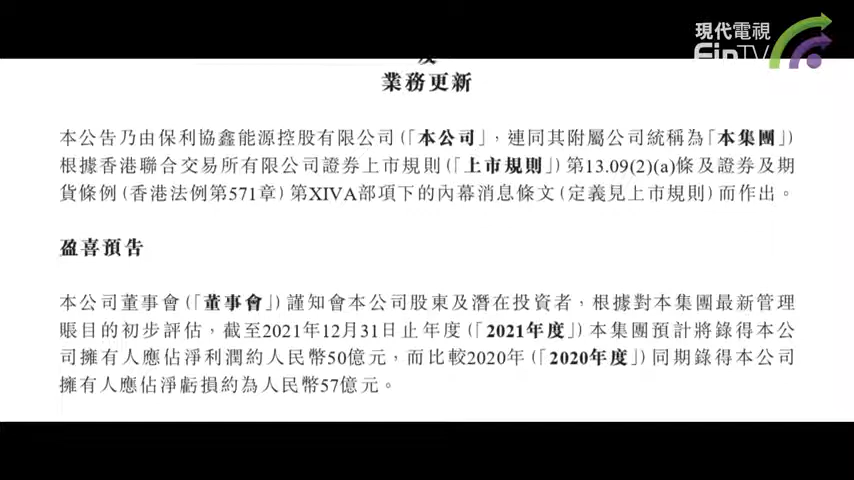 現代電視
FinTV
及
業務更新
本公告乃由保利協鑫能源控股有限公司(「本公司」，連同其附屬公司統稱為「本集團」)
根據香港聯合交易所有限公司證券上市規則(「上市規則」)第13.09(2)(a)條及證券及期
貨條例(香港法例第571章)第XIVA部項下的內幕消息條文(定義見上市規則)而作出。
盈喜預告
本公司董事會(「董事會」)謹知會本公司股東及潛在投資者，根據對本集團最新管理
賬目的初步評估，截至2021年12月31日止年度(「2021年度」)本集團預計將錄得本公
司擁有人應佔淨利潤約人民幣50億元，而比較2020年(「2020年度」)同期錄得本公司
擁有人應佔淨虧損約為人民幣57億元。